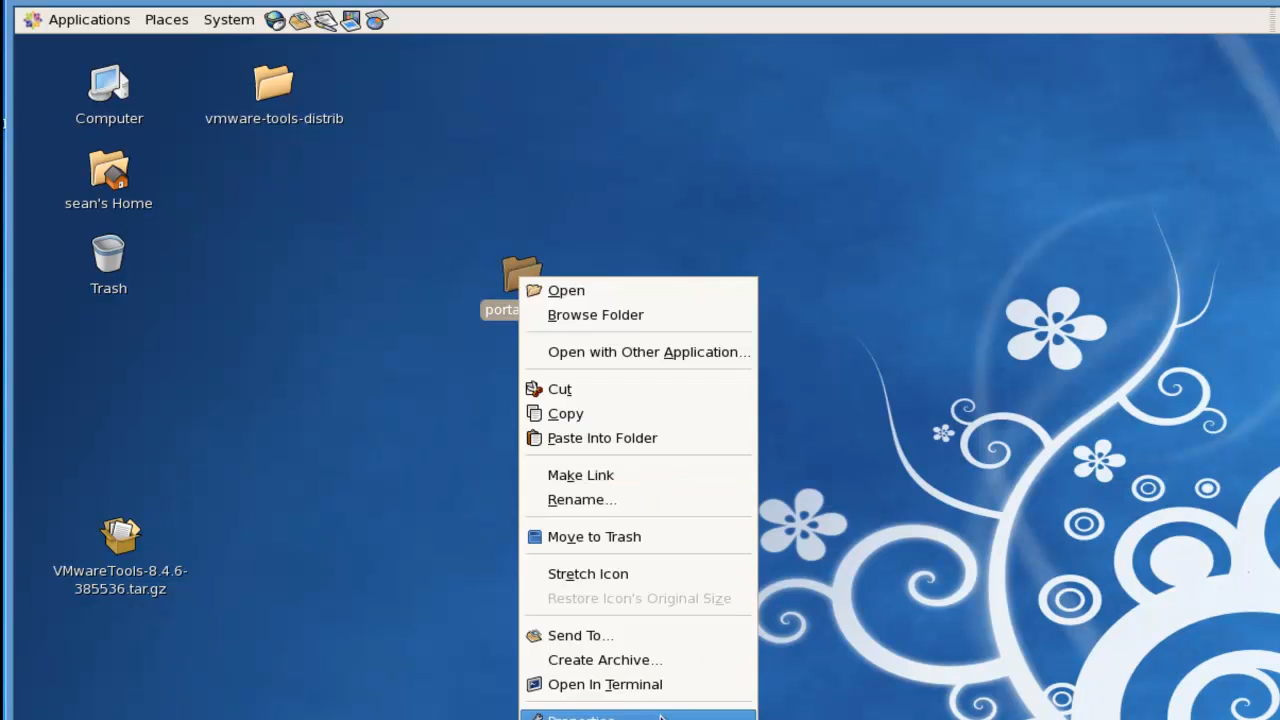 Applications Places System
Computer
vmware-tools-distrib
sean's Home
Trash
Open
Browse Folder
Open with Other Application...
Cut
Copy
Paste Into Folder
Make Link
Rename...
Move to Trash
Stretch Icon
Restore Icon's Original Size
Send To...
Create Archive...
Open In Terminal
Properties
VMwareTools-8.4.6-
385536.tar.gz